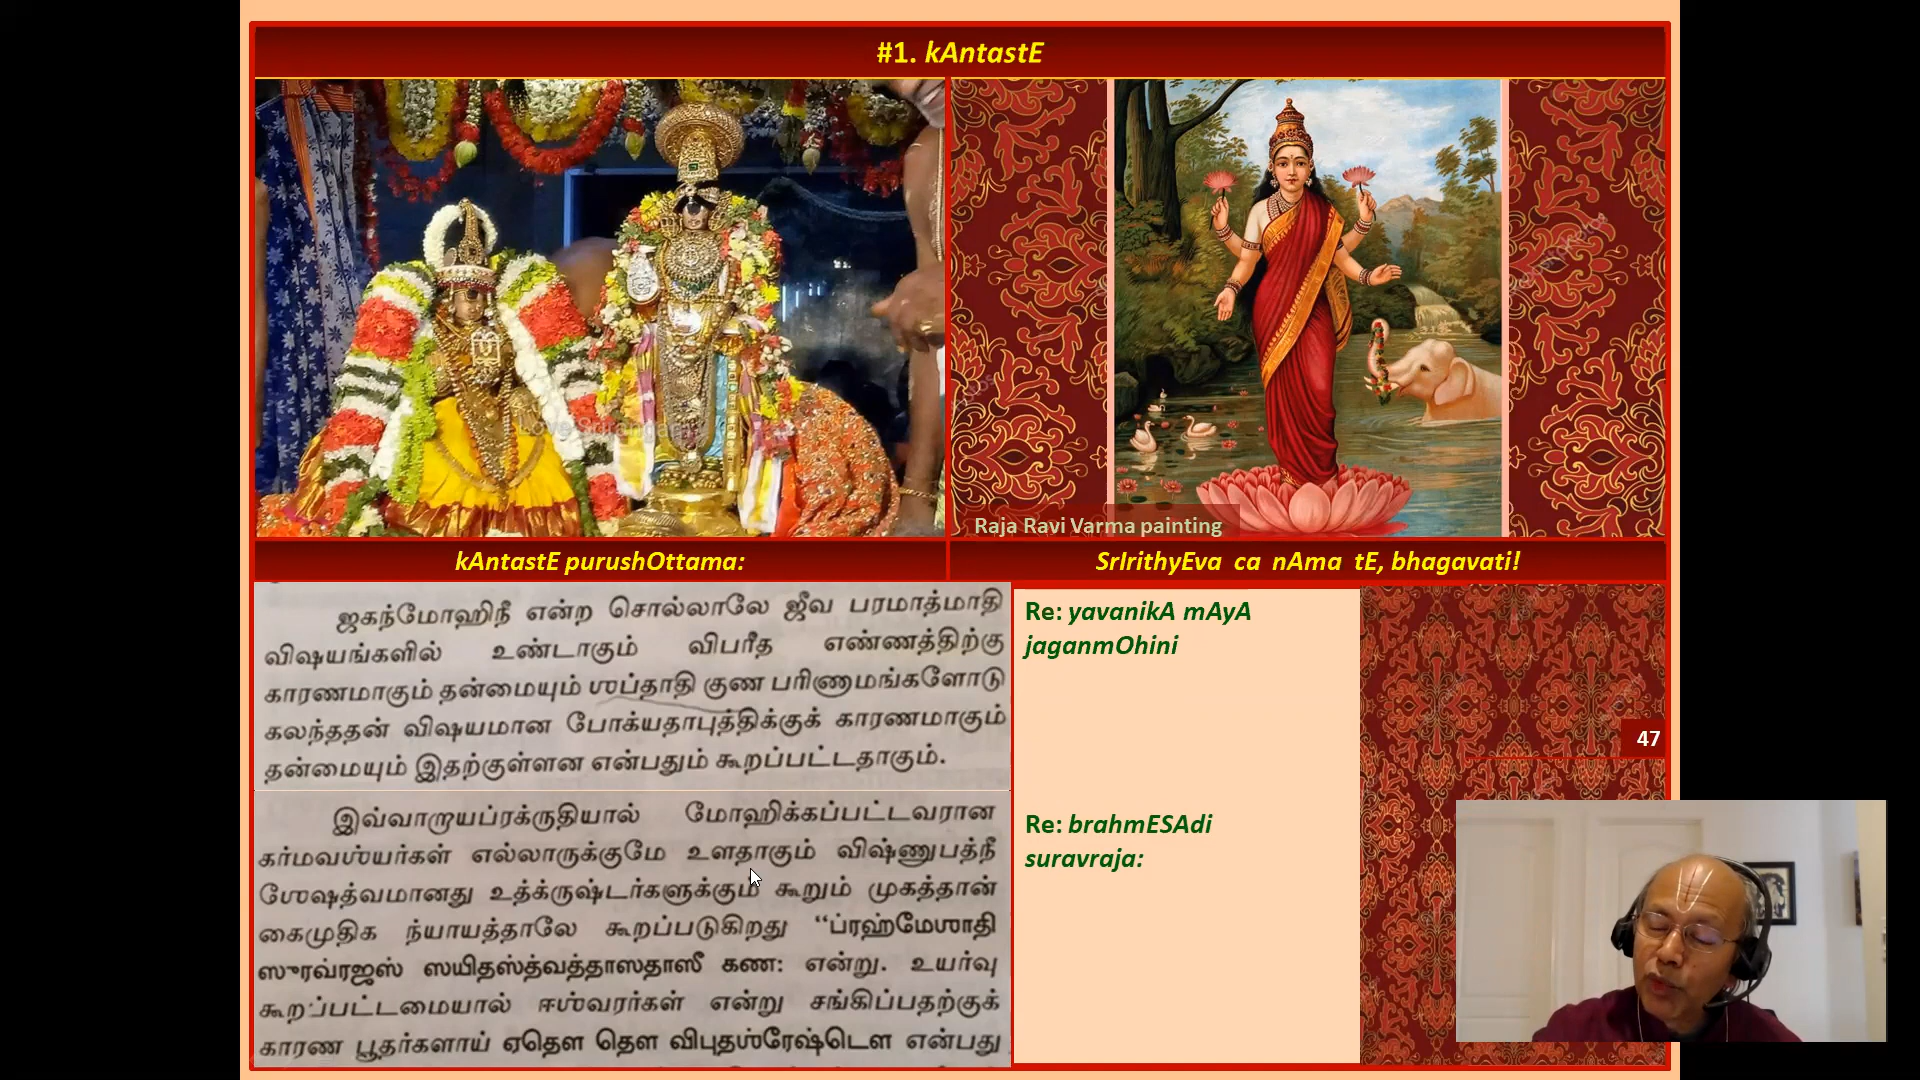 #1. kAntastE
Love Srirangam
Raja Ravi Varma painting
kAntastE purushOttama:
SrIrithyEva ca nAma tE, bhagavati!
ஜகந்மோஹிநீ என்ற சொல்லாலே ஜீவ பரமாத்மாதி
விஷயங்களில் உண்டாகும் விபரீத எண்ணத்திற்கு
காரணமாகும் தன்மையும் ஶப்தாதி குண பரிணாமங்களோடு
கலந்ததன் விஷயமான போக்யதாபுத்திக்குக் காரணமாகும்
தன்மையும் இதற்குள்ளன என்பதும் கூறப்பட்டதாகும்.
Re: yavanikA mAyA
jaganmOhini
47
இவ்வாறாயப்ரக்ருதியால் மோஹிக்கப்பட்டவரான
கர்மவஶ்யர்கள் எல்லாருக்குமே உளதாகும் விஷ்ணுபத்நீ
ஶேஷத்வமானது உத்க்ருஷ்டர்களுக்கும் கூறும் முகத்தான்
கைமுதிக ந்யாயத்தாலே கூறப்படுகிறது “ப்ரஹ்மேஶாதி
ஸுரவ்ரஜஸ் ஸயிதஸ்த்வத்தாஸதாஸீ கண: என்று. உயர்வு
கூறப்பட்டமையால் ஈஶ்வரர்கள் என்று சங்கிப்பதற்குக்
காரண பூதர்களாய் ஏதௌ தௌ விபுதஶ்ரேஷ்டௌ என்பது
Re: brahmESAdi
suravraja: